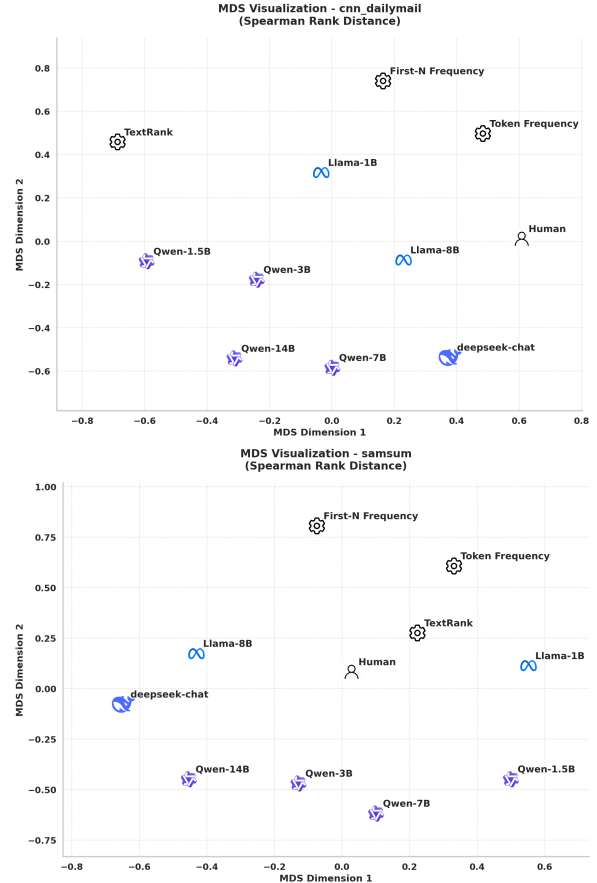 MDS Visualization - cnn_dailymail
(Spearman Rank Distance)
MDS Dimension 2
0.8
0.6
0.4
0.2
0.0
−0.2
−0.4
−0.6
First-N Frequency
Token Frequency
TextRank
Llama-1B
Human
Llama-8B
Qwen-1.5B
Qwen-3B
Qwen-14B
Qwen-7B
deepseek-chat
−0.8 −0.6 −0.4 −0.2 0.0 0.2 0.4 0.6 0.8
MDS Dimension 1
MDS Visualization - samsum
(Spearman Rank Distance)
MDS Dimension 2
1.00
0.75
0.50
0.25
0.00
−0.25
−0.50
−0.75
First-N Frequency
Token Frequency
TextRank
Llama-8B
Human
Llama-1B
deepseek-chat
Qwen-14B
Qwen-3B
Qwen-1.5B
Qwen-7B
−0.8 −0.6 −0.4 −0.2 0.0 0.2 0.4 0.6
MDS Dimension 1